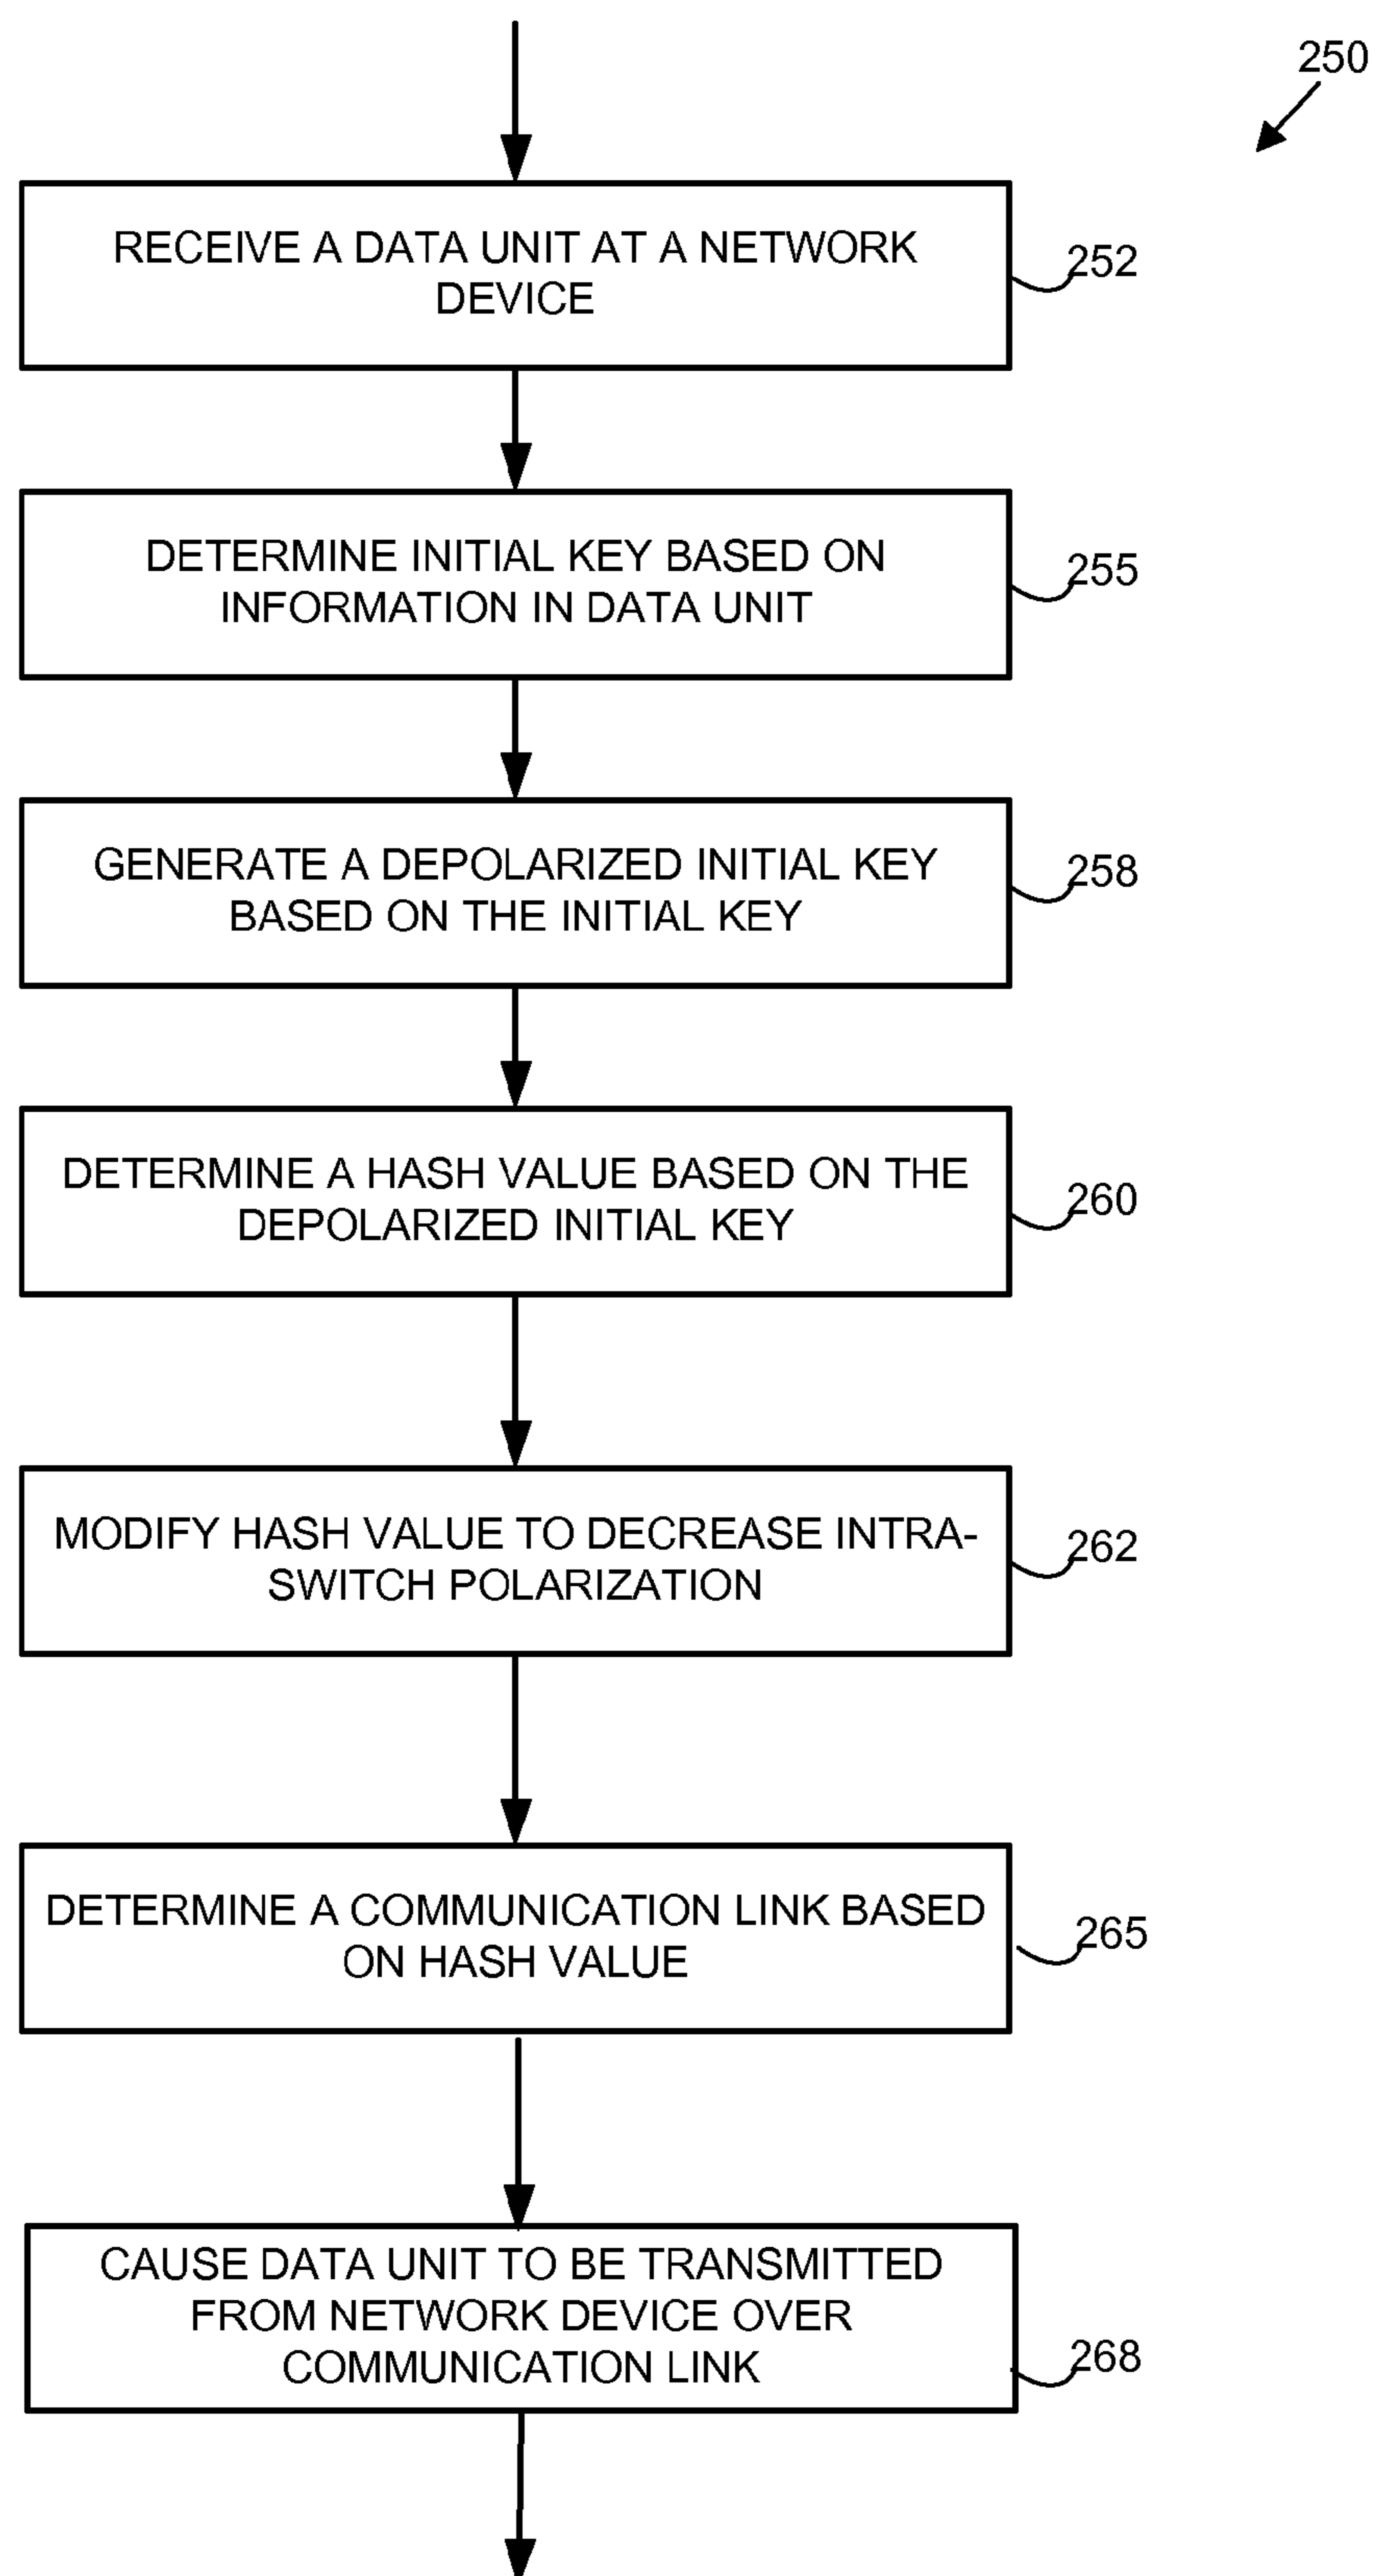 250
RECEIVE A DATA UNIT AT A NETWORK
DEVICE
252
DETERMINE INITIAL KEY BASED ON
INFORMATION IN DATA UNIT
255
GENERATE A DEPOLARIZED INITIAL KEY
BASED ON THE INITIAL KEY
258
DETERMINE A HASH VALUE BASED ON THE
DEPOLARIZED INITIAL KEY
260
MODIFY HASH VALUE TO DECREASE INTRA-
SWITCH POLARIZATION
262
DETERMINE A COMMUNICATION LINK BASED
ON HASH VALUE
265
CAUSE DATA UNIT TO BE TRANSMITTED
FROM NETWORK DEVICE OVER
COMMUNICATION LINK
268